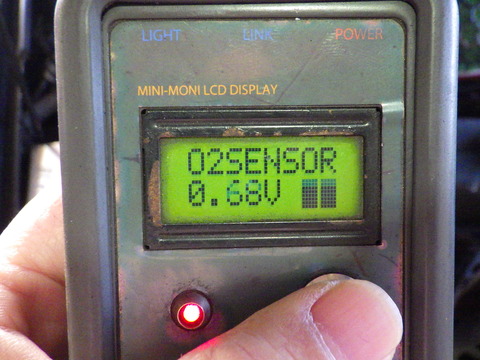 LIGHT LINK POWER
MINI-MONI LCD DISPLAY
O2SENSOR
0.68V